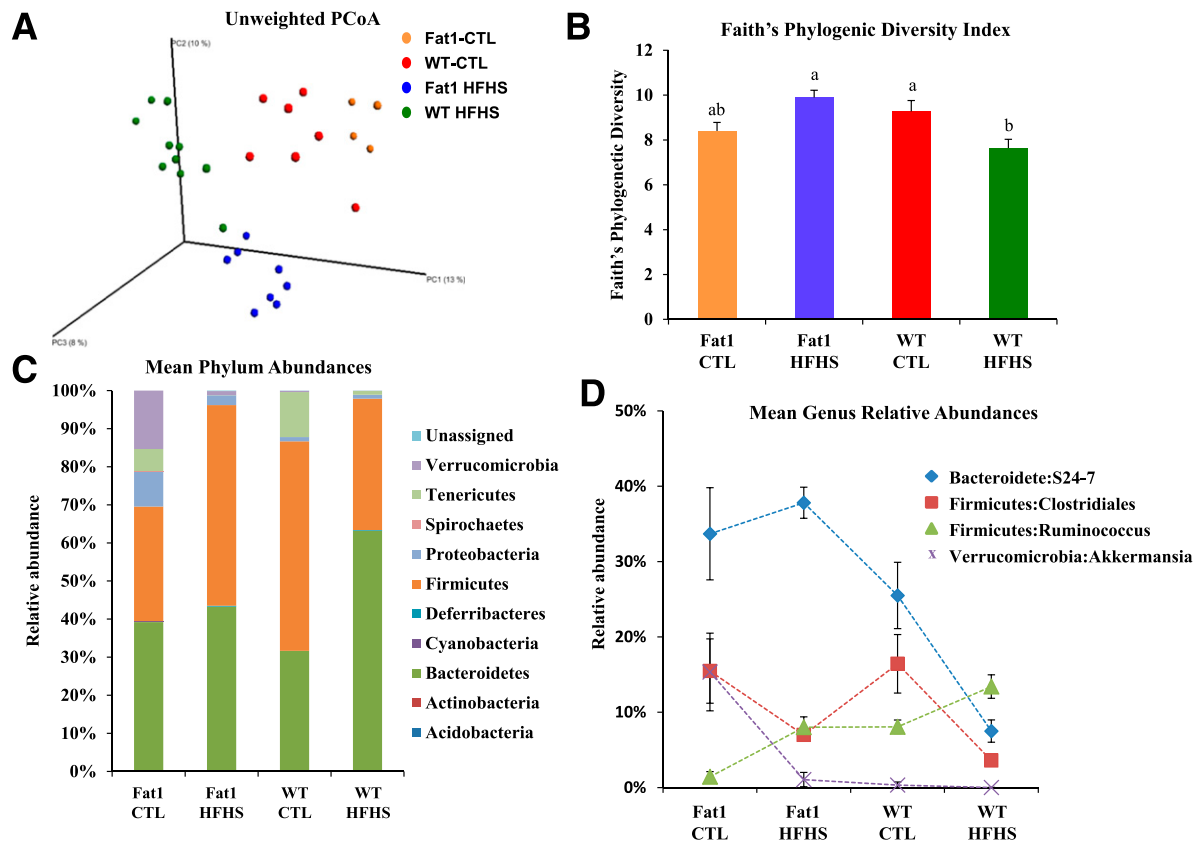 A
Unweighted PCoA
PC2 (10 %)
Fat1-CTL
WT-CTL
Fat1 HFHS
WT HFHS
PC1 (13 %)
PC3 (8 %)
B
Faith's Phylogenic Diversity Index
Faith's Phylogenetic Diversity
12
10
8
6
4
2
0
ab
a
a
b
Fat1
CTL
Fat1
HFHS
WT
CTL
WT
HFHS
C
Mean Phylum Abundances
Relative abundance
100%
90%
80%
70%
60%
50%
40%
30%
20%
10%
0%
Fat1
CTL
Fat1
HFHS
WT
CTL
WT
HFHS
Unassigned
Verrucomicrobia
Tenericutes
Spirochaetes
Proteobacteria
Firmicutes
Deferribacteres
Cyanobacteria
Bacteroidetes
Actinobacteria
Acidobacteria
D
Mean Genus Relative Abundances
Relative abundance
50%
40%
30%
20%
10%
0%
Bacteroidete:S24-7
Firmicutes:Clostridiales
Firmicutes:Ruminococcus
Verrucomicrobia:Akkermansia
Fat1
CTL
Fat1
HFHS
WT
CTL
WT
HFHS